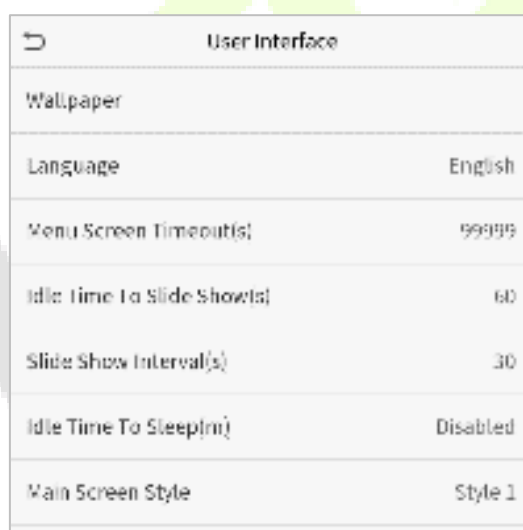 User Interface
Wallpaper
Language English
Menu Screen Timeout(s) 99999
Idle Time To Slide Show(s) 60
Slide Show Interval(s) 30
Idle Time To Sleep(m) Disabled
Main Screen Style Style 1